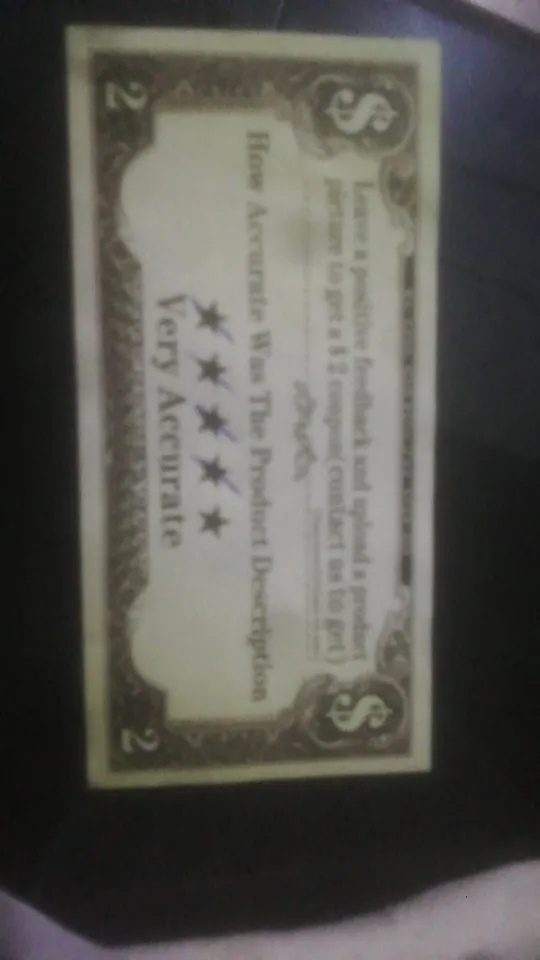 $ $
Leave a positive feedback and upload a product
picture to get a $ 2 coupon( contact us to get )
How Accurate Was The Product Description
★ ★ ★ ★ ★
Very Accurate
2 2